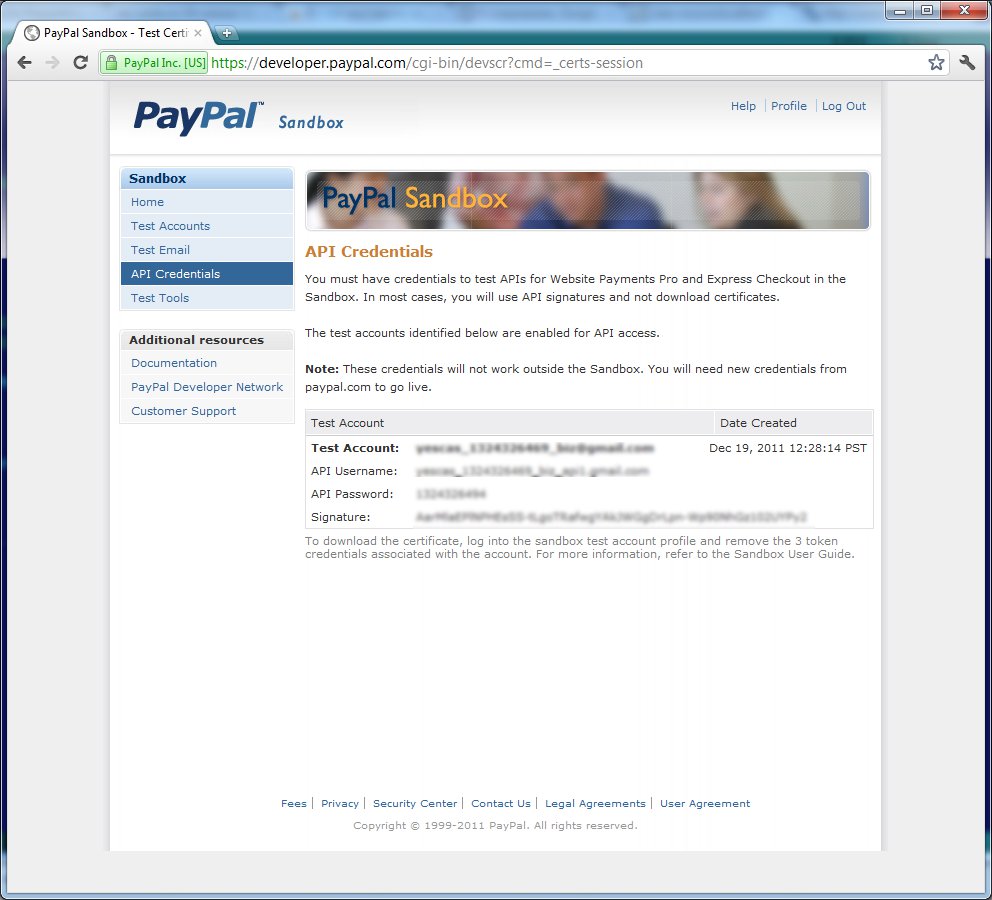 PayPal Sandbox - Test Certi
PayPal Inc. [US] https://developer.paypal.com/cgi-bin/devscr?cmd=_certs-session
PayPal™ Sandbox
Help Profile Log Out
Sandbox
Home
Test Accounts
Test Email
API Credentials
Test Tools
Additional resources
Documentation
PayPal Developer Network
Customer Support
PayPal Sandbox
API Credentials
You must have credentials to test APIs for Website Payments Pro and Express Checkout in the
Sandbox. In most cases, you will use API signatures and not download certificates.
The test accounts identified below are enabled for API access.
Note: These credentials will not work outside the Sandbox. You will need new credentials from
paypal.com to go live.
Test Account Date Created
Test Account: Dec 19, 2011 12:28:14 PST
API Username:
API Password:
Signature:
To download the certificate, log into the sandbox test account profile and remove the 3 token
credentials associated with the account. For more information, refer to the Sandbox User Guide.
Fees Privacy Security Center Contact Us Legal Agreements User Agreement
Copyright © 1999-2011 PayPal. All rights reserved.